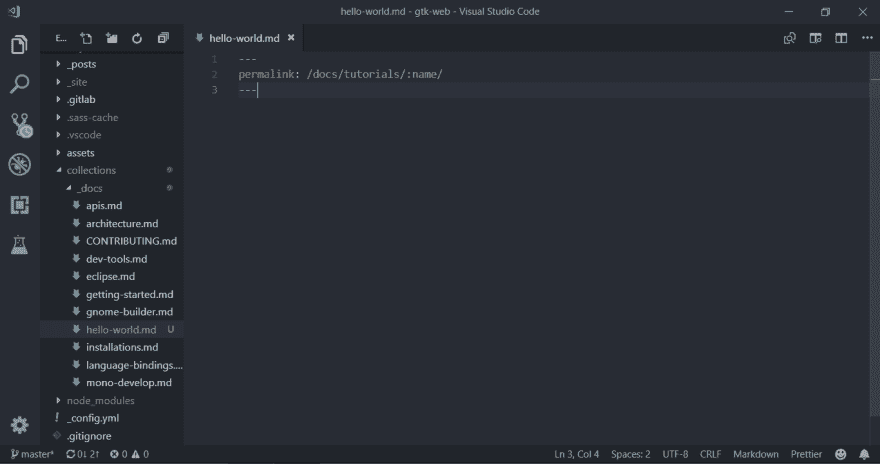 hello-world.md - gtk-web - Visual Studio Code
E...
hello-world.md
_posts
_site
.gitlab
.sass-cache
.vscode
assets
collections
_docs
apis.md
architecture.md
CONTRIBUTING.md
dev-tools.md
eclipse.md
getting-started.md
gnome-builder.md
hello-world.md U
installations.md
language-bindings....
mono-develop.md
node_modules
_config.yml
.gitignore
1 ---
2 permalink: /docs/tutorials/:name/
3 ---
master* 0↓ 2↑ 0 0 Ln 3, Col 4 Spaces: 2 UTF-8 CRLF Markdown Prettier